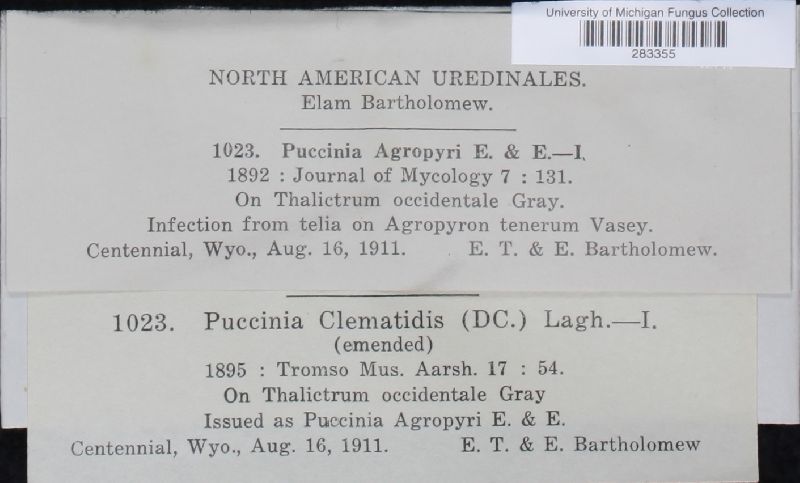 University of Michigan Fungus Collection
283355
NORTH AMERICAN UREDINALES.
Elam Bartholomew.
1023. Puccinia Agropyri E. & E.—I.
1892 : Journal of Mycology 7 : 131.
On Thalictrum occidentale Gray.
Infection from telia on Agropyron tenerum Vasey.
Centennial, Wyo., Aug. 16, 1911. E. T. & E. Bartholomew.
1023. Puccinia Clematidis (DC.) Lagh.—I.
(emended)
1895 : Tromso Mus. Aarsh. 17 : 54.
On Thalictrum occidentale Gray
Issued as Puccinia Agropyri E. & E.
Centennial, Wyo., Aug. 16, 1911. E. T. & E. Bartholomew